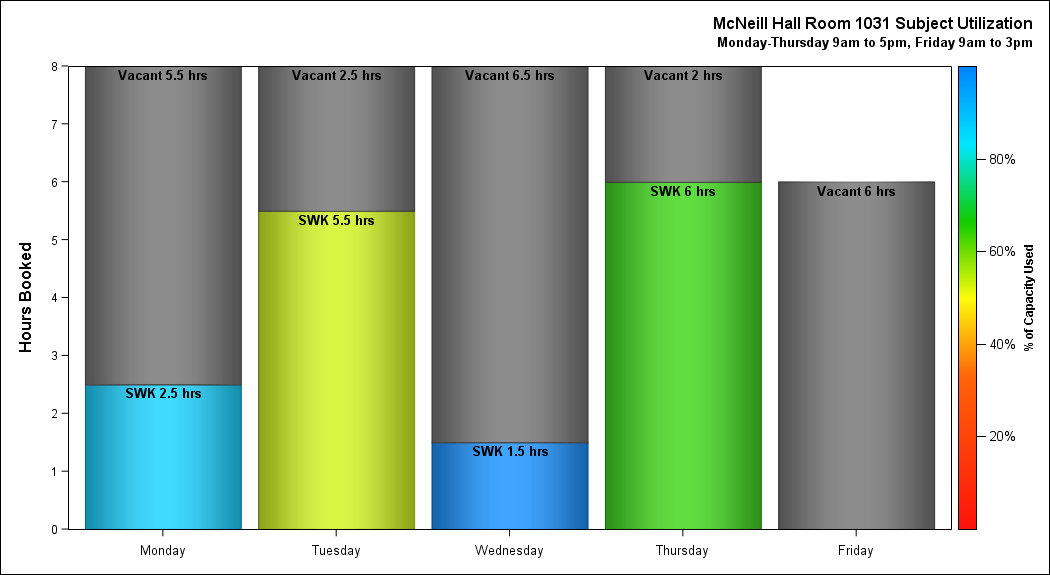 McNeill Hall Room 1031 Subject Utilization
Monday-Thursday 9am to 5pm, Friday 9am to 3pm
Hours Booked
8
7
6
5
4
3
2
1
0
Vacant 5.5 hrs
SWK 2.5 hrs
Vacant 2.5 hrs
SWK 5.5 hrs
Vacant 6.5 hrs
SWK 1.5 hrs
Vacant 2 hrs
SWK 6 hrs
Vacant 6 hrs
Monday
Tuesday
Wednesday
Thursday
Friday
80%
60%
40%
20%
% of Capacity Used